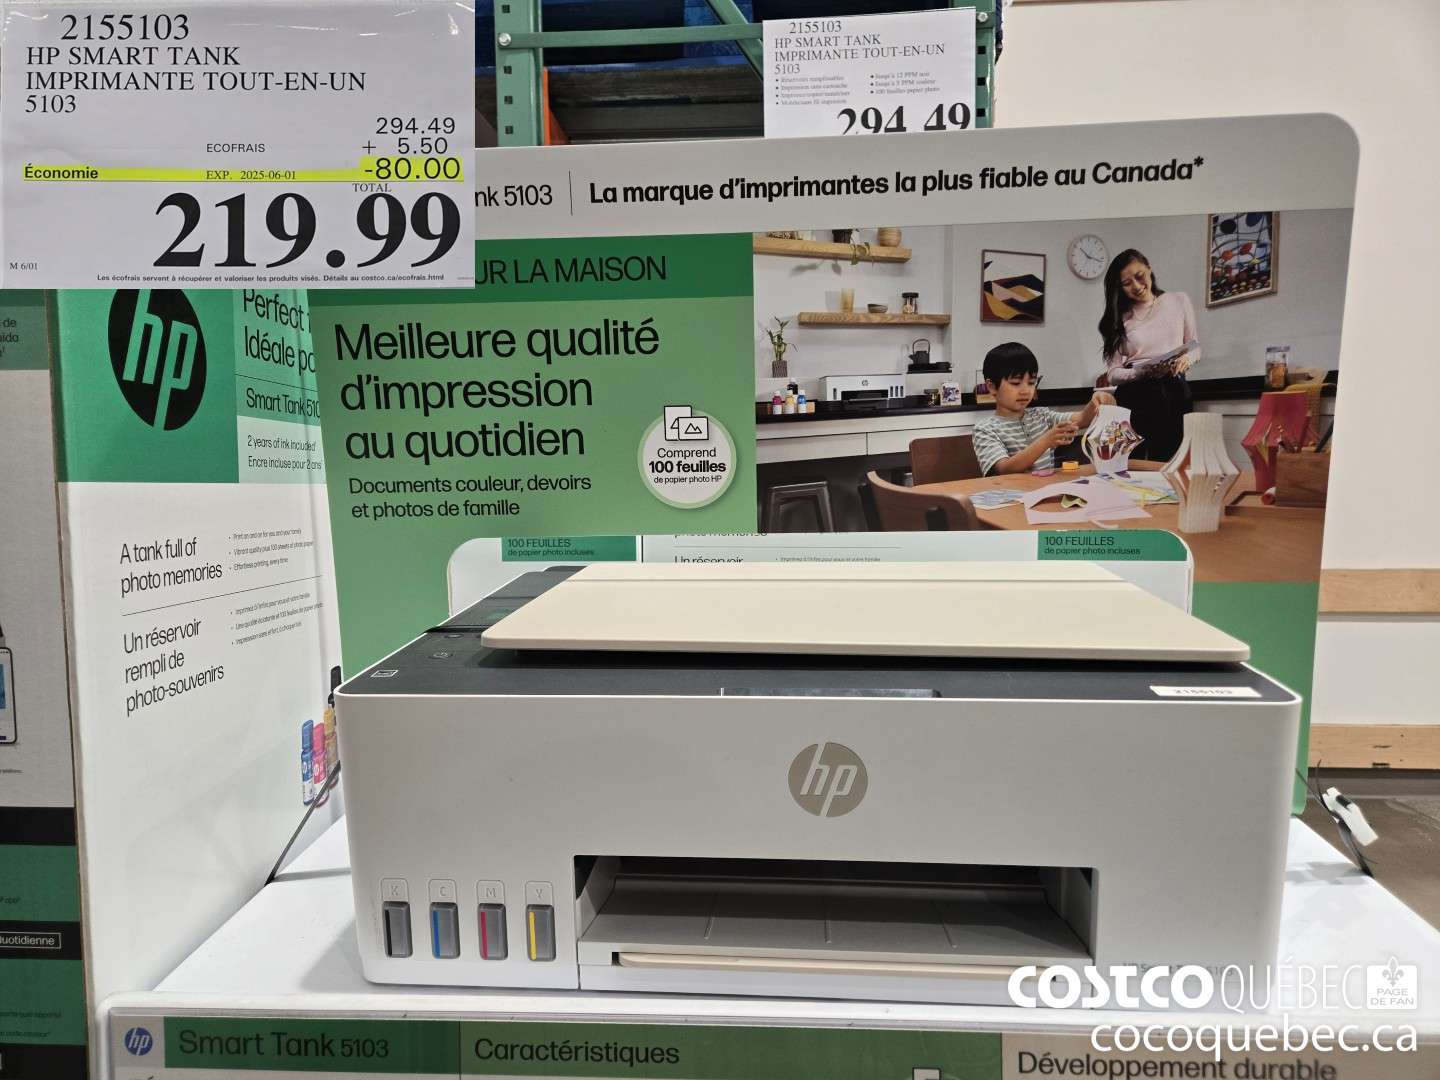 2155103
HP SMART TANK
IMPRIMANTE TOUT-EN-UN
5103
294.49
ECOFRAIS + 5.50
Économie EXP. 2025-06-01 -80.00
TOTAL
219.99
M 6/01
Les écofrais servent à récupérer et valoriser les produits visés. Détails au costco.ca/ecofrais.html
2155103
HP SMART TANK
IMPRIMANTE TOUT-EN-UN
5103
294.49
nk 5103 | La marque d'imprimantes la plus fiable au Canada*
UR LA MAISON
Meilleure qualité
d'impression
au quotidien
Documents couleur, devoirs
et photos de famille
Comprend
100 feuilles
de papier photo HP
hp
Perfect
Idéale
Smart Tank
2 years of ink included
Encre incluse pour 2 ans
A tank full of
photo memories
Un réservoir
rempli de
photo-souvenirs
100 FEUILLES
de papier photo incluses
Un réservoir
100 FEUILLES
de papier photo incluses
2155103
hp
K C M Y
uotidienne
hp Smart Tank 5103
Caractéristiques
Développement durable
COSTCO QUÉBEC
PAGE
DE FAN
cocoquebec.ca